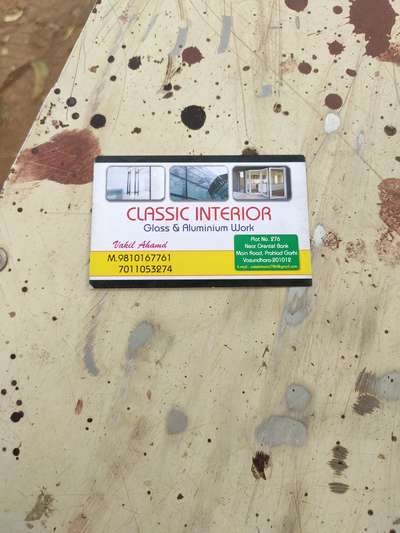 CLASSIC INTERIOR
Glass & Aluminium Work
Vakil Ahamd
M.9810167761
7011053274
Plot No. 276
Near Oriental Bank
Main Road, Prahlad Garhi
Vasundhara-201012